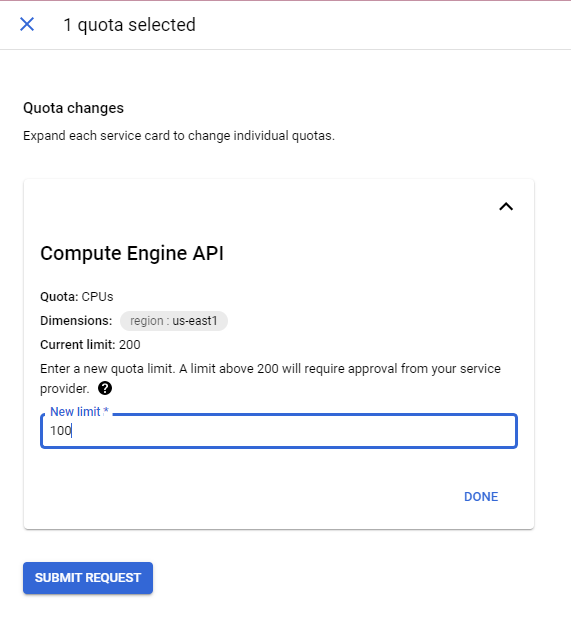 1 quota selected
Quota changes
Expand each service card to change individual quotas.
Compute Engine API
Quota: CPUs
Dimensions: region : us-east1
Current limit: 200
Enter a new quota limit. A limit above 200 will require approval from your service
provider. ?
New limit *
100
DONE
SUBMIT REQUEST